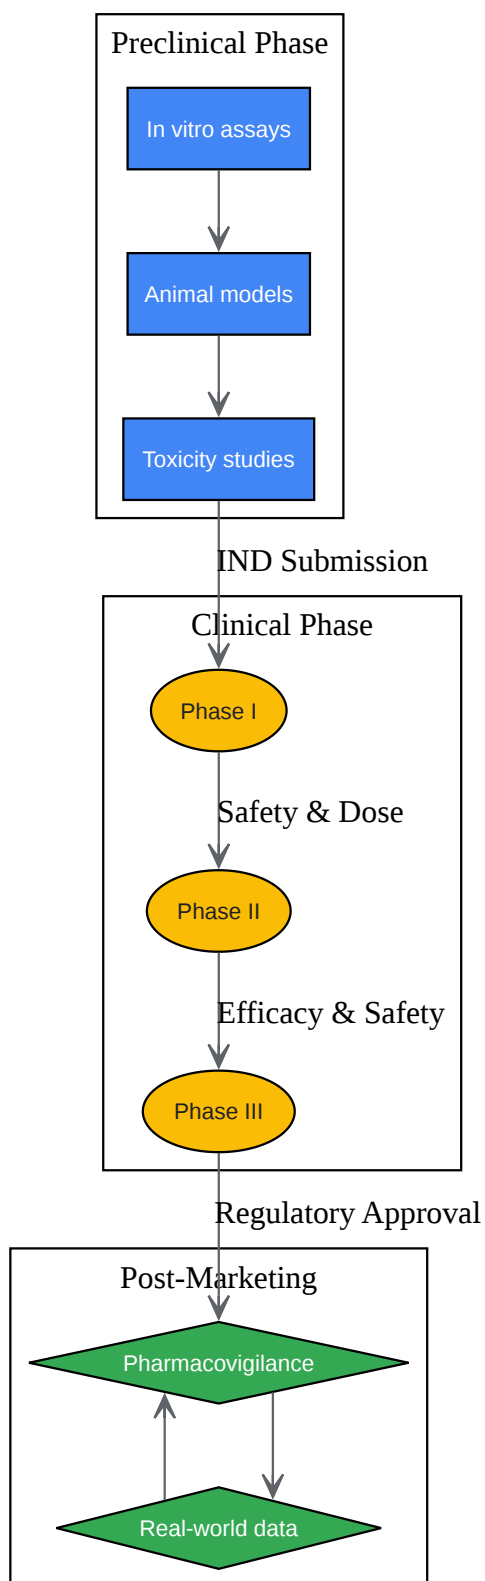 Preclinical Phase
In vitro assays
Animal models
Toxicity studies
IND Submission
Clinical Phase
Phase I
Safety & Dose
Phase II
Efficacy & Safety
Phase III
Regulatory Approval
Post-Marketing
Pharmacovigilance
Real-world data